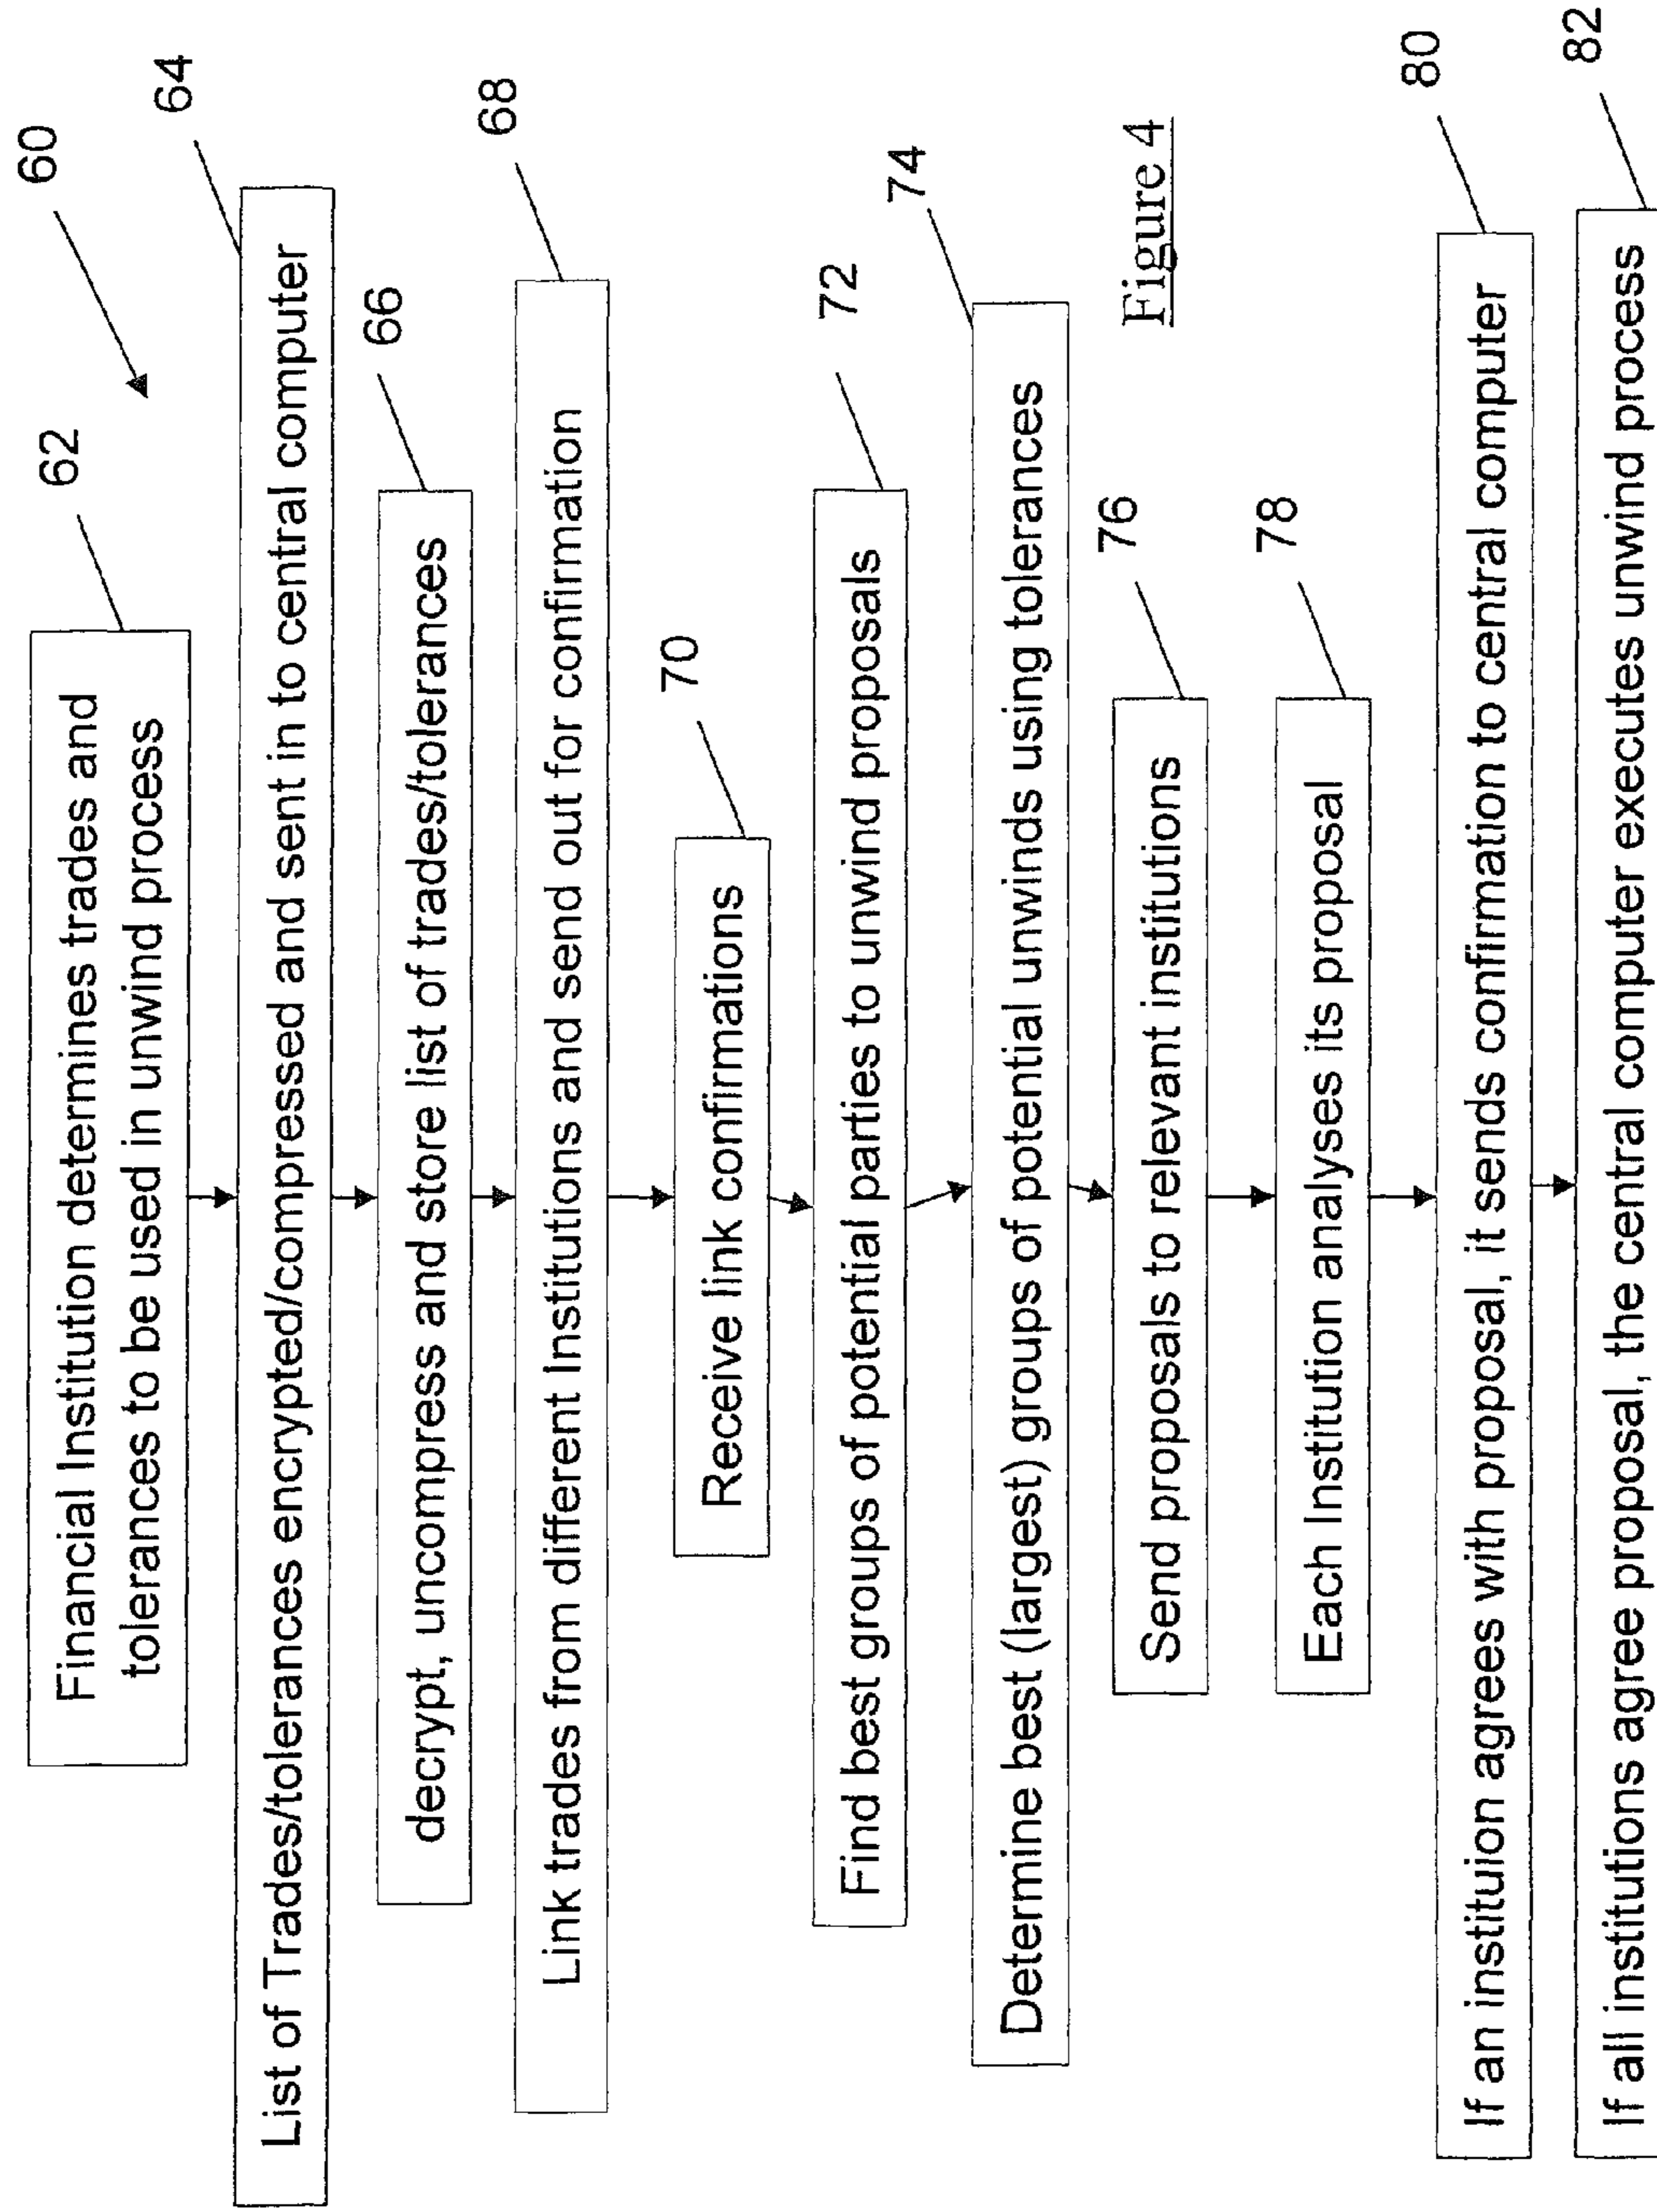 60
62
Financial Institution determines trades and
tolerances to be used in unwind process
64
List of Trades/tolerances encrypted/compressed and sent in to central computer
66
decrypt, uncompress and store list of trades/tolerances
68
Link trades from different Institutions and send out for confirmation
70
Receive link confirmations
72
Find best groups of potential parties to unwind proposals
74
Determine best (largest) groups of potential unwinds using tolerances
76
Send proposals to relevant institutions
78
Each Institution analyses its proposal
80
If an instituion agrees with proposal, it sends confirmation to central computer
82
If all institutions agree proposal, the central computer executes unwind process
Figure 4